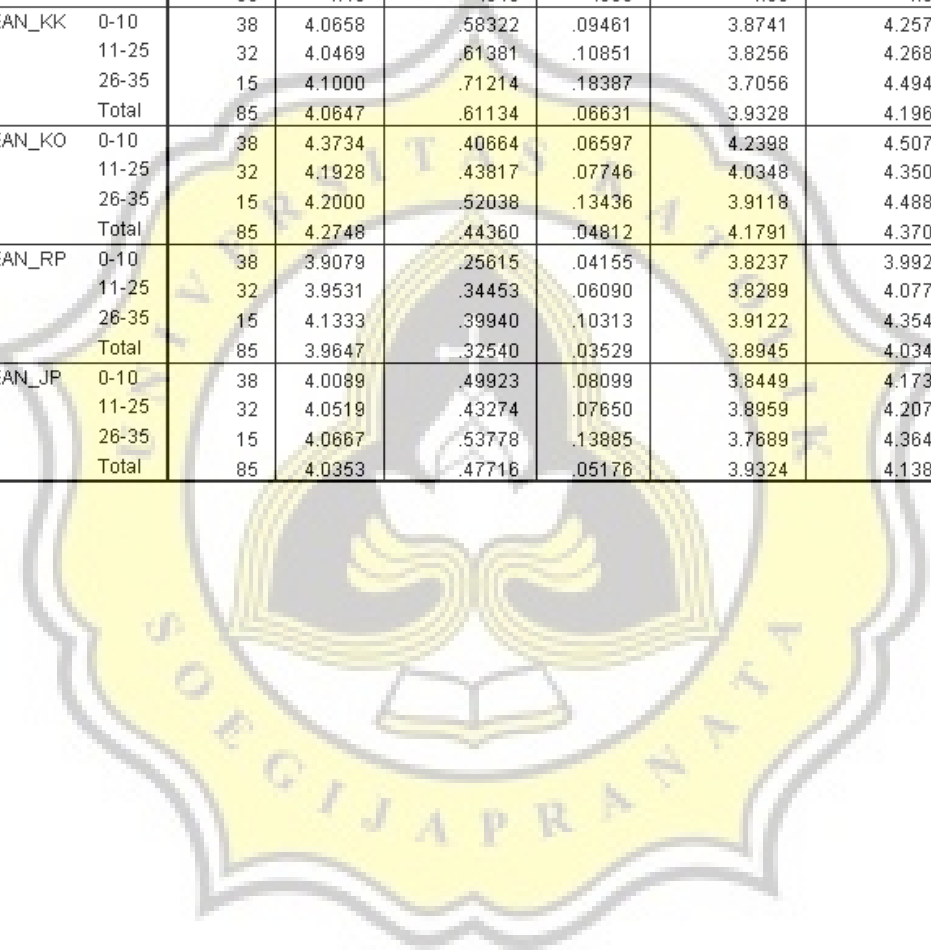 EAN_KK 0-10 38 4.0658 .58322 .09461 3.8741 4.257
11-25 32 4.0469 .61381 .10851 3.8256 4.268
26-35 15 4.1000 .71214 .18387 3.7056 4.494
Total 85 4.0647 .61134 .06631 3.9328 4.196
EAN_KO 0-10 38 4.3734 .40664 .06597 4.2398 4.507
11-25 32 4.1928 .43817 .07746 4.0348 4.350
26-35 15 4.2000 .52038 .13436 3.9118 4.488
Total 85 4.2748 .44360 .04812 4.1791 4.370
EAN_RP 0-10 38 3.9079 .25615 .04155 3.8237 3.992
11-25 32 3.9531 .34453 .06090 3.8289 4.077
26-35 15 4.1333 .39940 .10313 3.9122 4.354
Total 85 3.9647 .32540 .03529 3.8945 4.034
EAN_JP 0-10 38 4.0089 .49923 .08099 3.8449 4.173
11-25 32 4.0519 .43274 .07650 3.8959 4.207
26-35 15 4.0667 .53778 .13885 3.7689 4.364
Total 85 4.0353 .47716 .05176 3.9324 4.138
UNIVERSITAS KATOLIK
SOEGIJAPRANATA